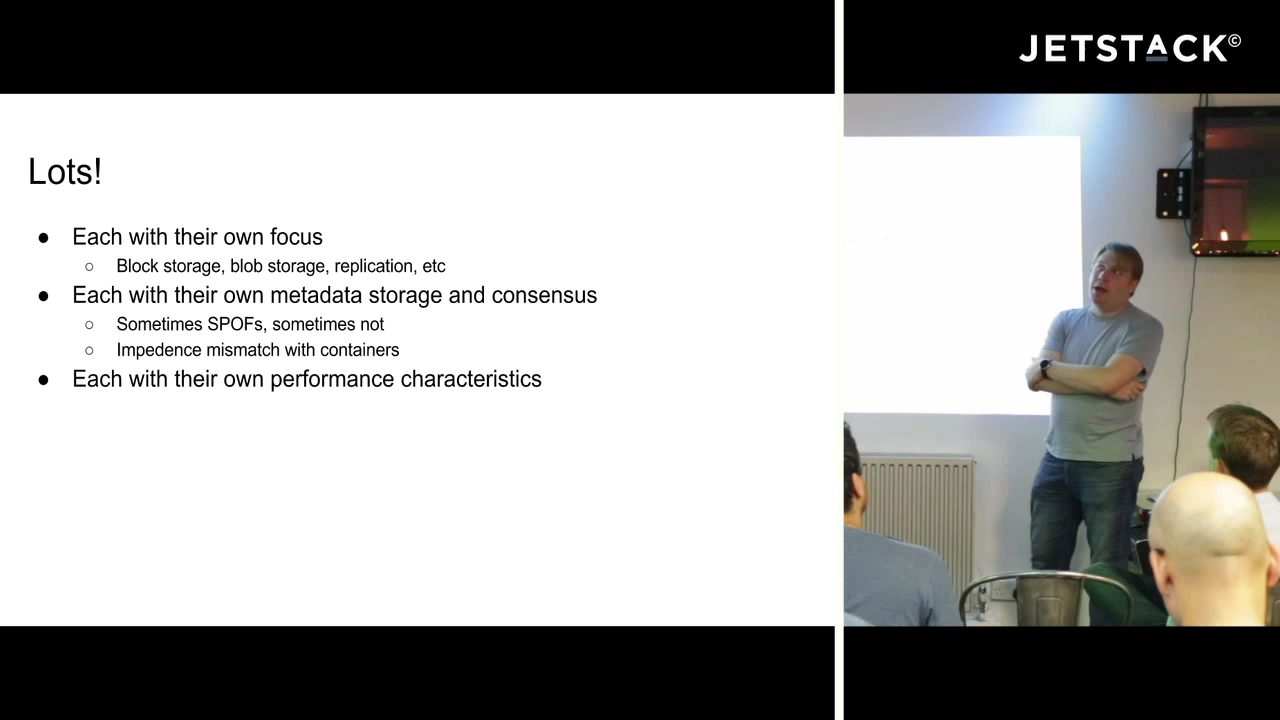 JETSTACK©
Lots!
● Each with their own focus
○ Block storage, blob storage, replication, etc
● Each with their own metadata storage and consensus
○ Sometimes SPOFs, sometimes not
○ Impedence mismatch with containers
● Each with their own performance characteristics